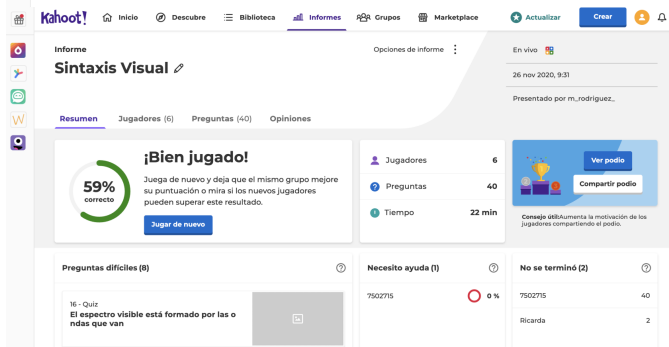 Kahoot!
Inicio
Descubre
Biblioteca
Informes
Grupos
Marketplace
Actualizar
Crear
Informe
Opciones de informe
Sintaxis Visual
En vivo
26 nov 2020, 9:31
Presentado por m_rodriguez_
Resumen
Jugadores (6)
Preguntas (40)
Opiniones
59%
correcto
¡Bien jugado!
Juega de nuevo y deja que el mismo grupo mejore
su puntuación o mira si los nuevos jugadores
pueden superar este resultado.
Jugar de nuevo
Jugadores 6
Preguntas 40
Tiempo 22 min
Ver podio
Compartir podio
Consejo útil:Aumenta la motivación de los
jugadores compartiendo el podio.
Preguntas difíciles (8)
16 - Quiz
El espectro visible está formado por las o
ndas que van
Necesito ayuda (1)
7502715 0 %
No se terminó (2)
7502715 40
Ricarda 2